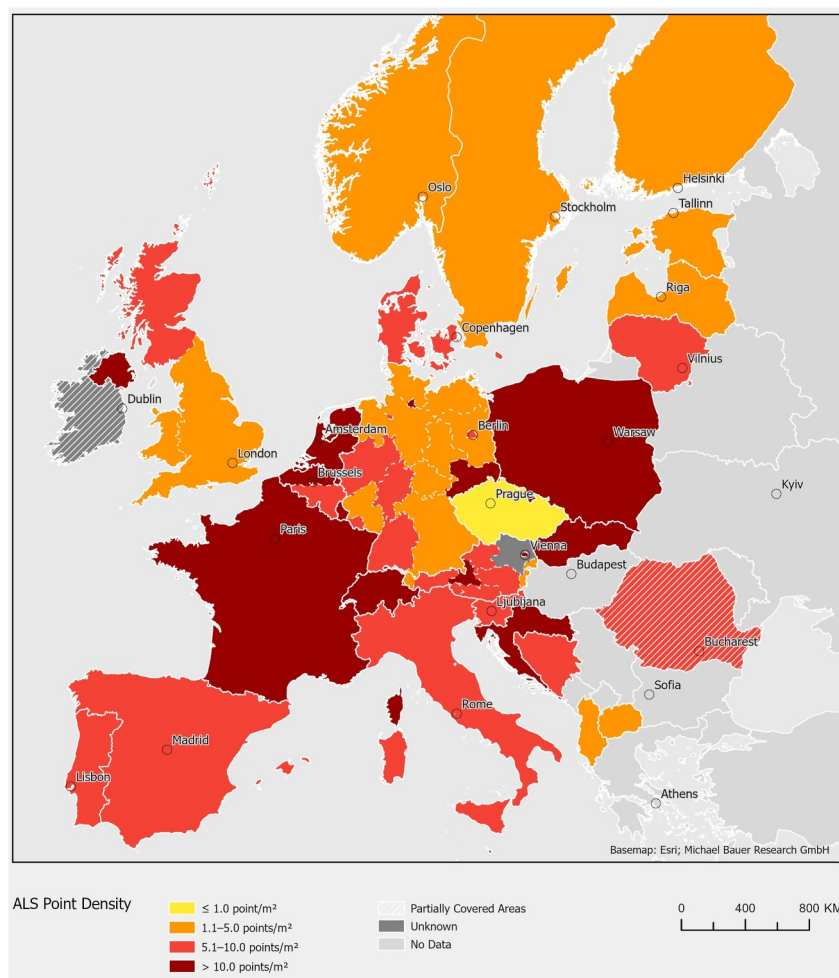 Helsinki
Oslo
Tallinn
Stockholm
Riga
Copenhagen
Vilnius
Dublin
Amsterdam
Berlin
Warsaw
London
Brussels
Kyiv
Prague
Paris
Vienna
Budapest
Ljubljana
Bucharest
Sofia
Rome
Madrid
Lisbon
Athens
Basemap: Esri; Michael Bauer Research GmbH
ALS Point Density
≤ 1.0 point/m²
1.1–5.0 points/m²
5.1–10.0 points/m²
> 10.0 points/m²
Partially Covered Areas
Unknown
No Data
0 400 800 KM